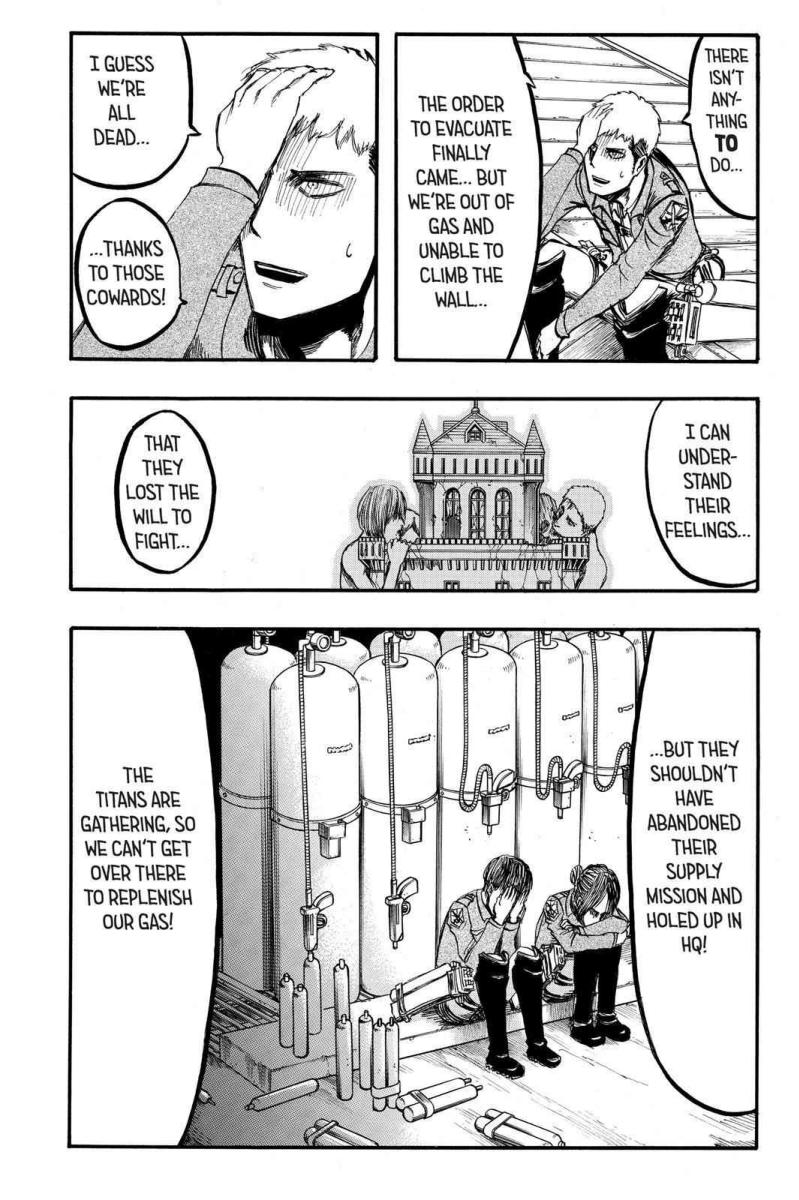 THERE
ISN'T
ANY-
THING
TO
DO...
THE ORDER
TO EVACUATE
FINALLY
CAME... BUT
WE'RE OUT OF
GAS AND
UNABLE TO
CLIMB THE
WALL...
I GUESS
WE'RE
ALL
DEAD...
...THANKS
TO THOSE
COWARDS!
I CAN
UNDER-
STAND
THEIR
FEELINGS...
THAT
THEY
LOST THE
WILL TO
FIGHT...
...BUT THEY
SHOULDN'T
HAVE
ABANDONED
THEIR
SUPPLY
MISSION AND
HOLED UP IN
HQ!
THE
TITANS ARE
GATHERING, SO
WE CAN'T GET
OVER THERE
TO REPLENISH
OUR GAS!